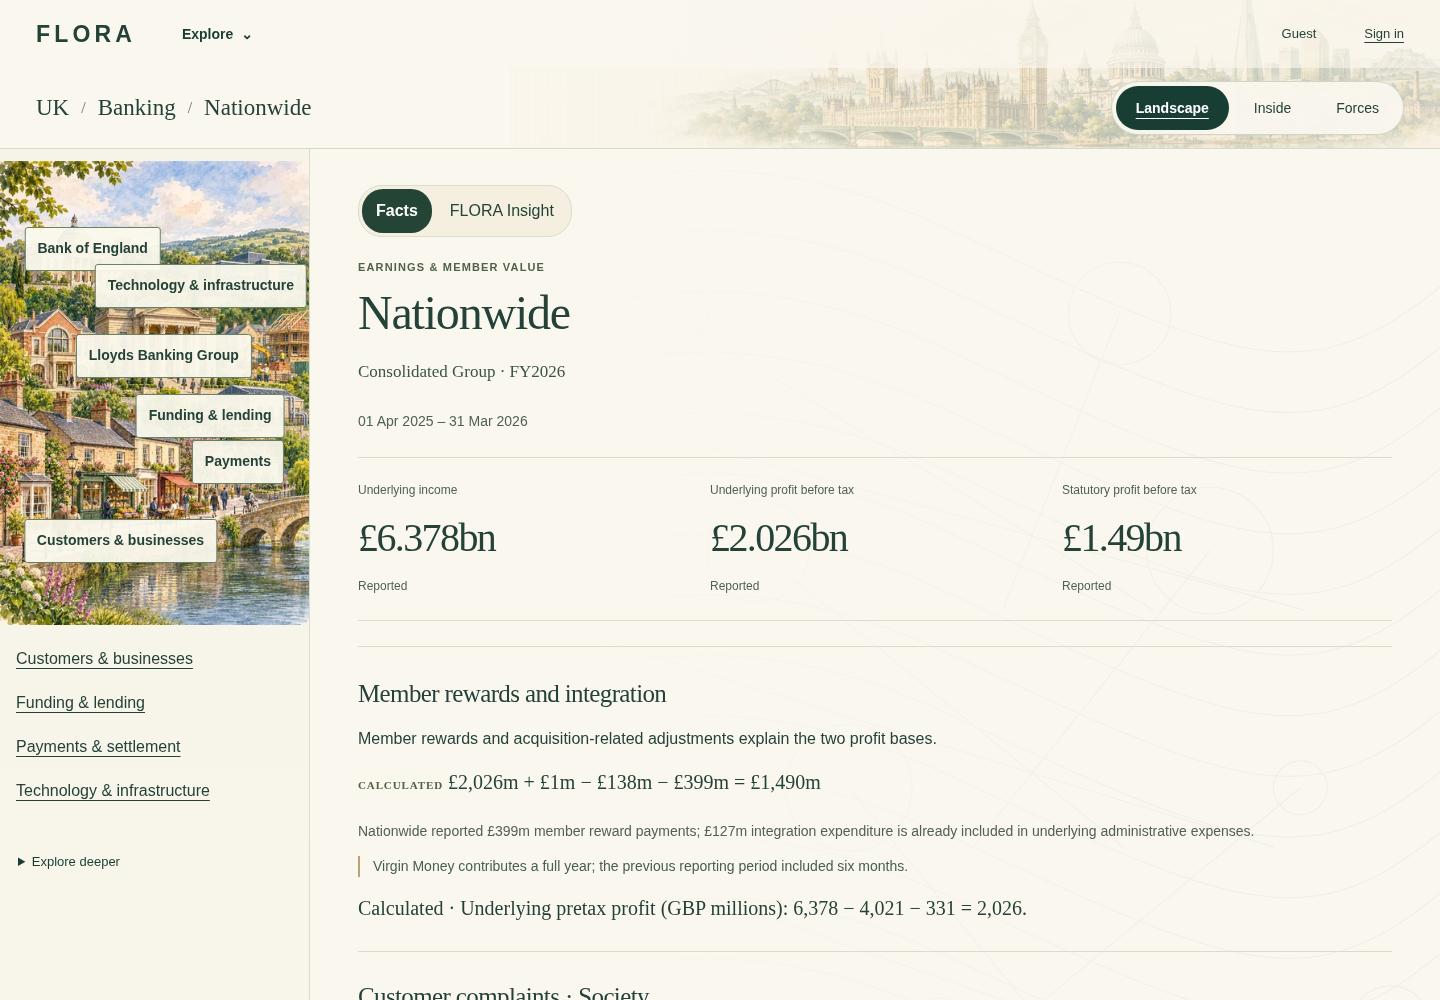 FLORA
Explore
Guest
Sign in
UK / Banking / Nationwide
Landscape
Inside
Forces
Bank of England
Technology & infrastructure
Lloyds Banking Group
Funding & lending
Payments
Customers & businesses
Customers & businesses
Funding & lending
Payments & settlement
Technology & infrastructure
Explore deeper
Facts
FLORA Insight
EARNINGS & MEMBER VALUE
Nationwide
Consolidated Group · FY2026
01 Apr 2025 – 31 Mar 2026
Underlying income
£6.378bn
Reported
Underlying profit before tax
£2.026bn
Reported
Statutory profit before tax
£1.49bn
Reported
Member rewards and integration
Member rewards and acquisition-related adjustments explain the two profit bases.
CALCULATED £2,026m + £1m − £138m − £399m = £1,490m
Nationwide reported £399m member reward payments; £127m integration expenditure is already included in underlying administrative expenses.
Virgin Money contributes a full year; the previous reporting period included six months.
Calculated · Underlying pretax profit (GBP millions): 6,378 − 4,021 − 331 = 2,026.
Customer complaints · Society